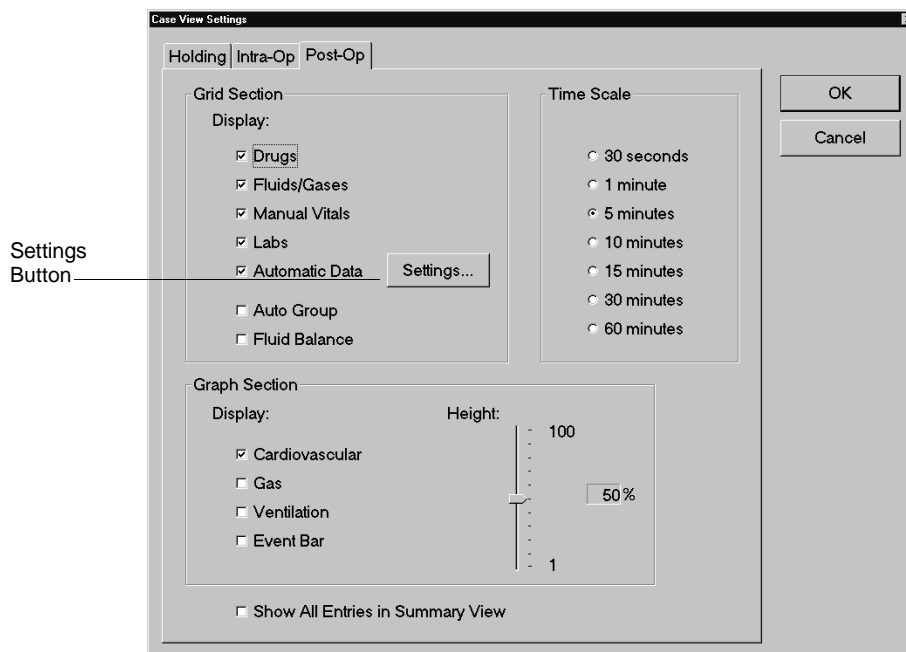 Case View Settings
Holding
Intra-Op
Post-Op
Grid Section
Display:
Drugs
Fluids/Gases
Manual Vitals
Labs
Automatic Data
Settings...
Auto Group
Fluid Balance
Time Scale
30 seconds
1 minute
5 minutes
10 minutes
15 minutes
30 minutes
60 minutes
OK
Cancel
Settings
Button
Graph Section
Display:
Cardiovascular
Gas
Ventilation
Event Bar
Height:
100
50 %
1
Show All Entries in Summary View